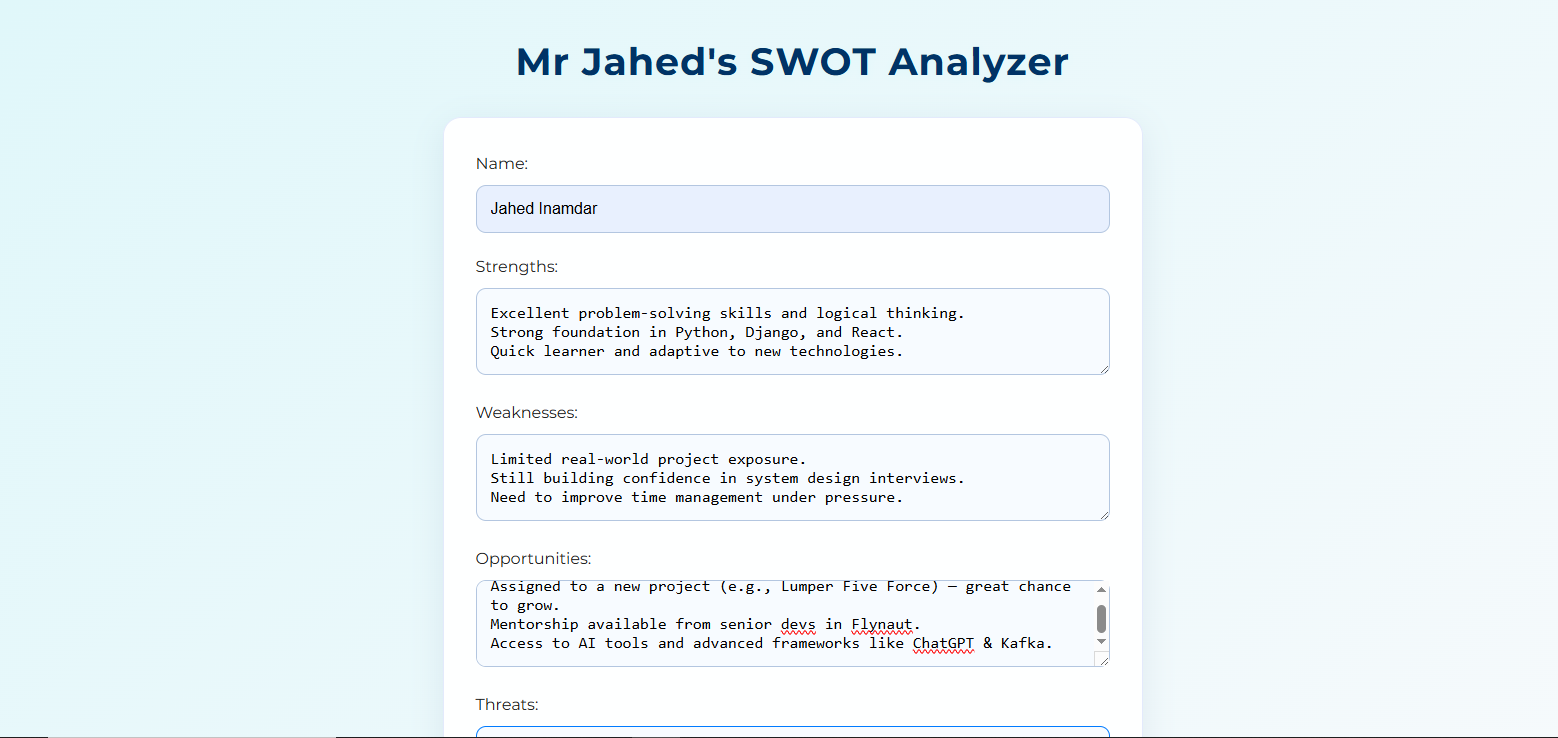 Mr Jahed's SWOT Analyzer
Name:
Jahed Inamdar
Strengths:
Excellent problem-solving skills and logical thinking.
Strong foundation in Python, Django, and React.
Quick learner and adaptive to new technologies.
Weaknesses:
Limited real-world project exposure.
Still building confidence in system design interviews.
Need to improve time management under pressure.
Opportunities:
Assigned to a new project (e.g., Lumper Five Force) — great chance
to grow.
Mentorship available from senior devs in Flynaut.
Access to AI tools and advanced frameworks like ChatGPT & Kafka.
Threats: